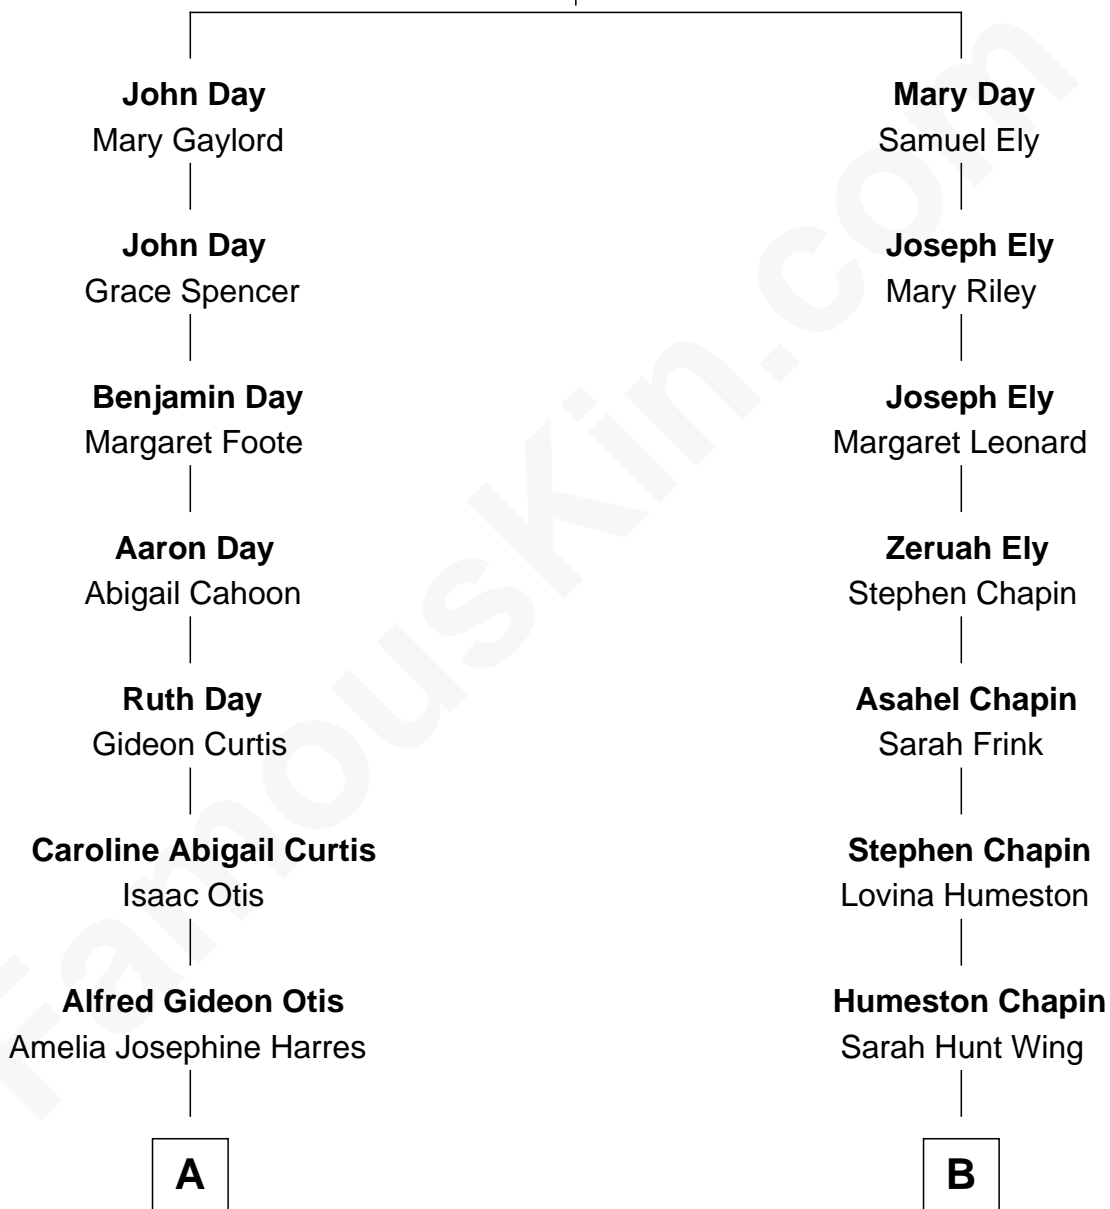 John Day
Mary Gaylord
John Day
Grace Spencer
Benjamin Day
Margaret Foote
Aaron Day
Abigail Cahoon
Ruth Day
Gideon Curtis
Caroline Abigail Curtis
Isaac Otis
Alfred Gideon Otis
Amelia Josephine Harres
A
Mary Day
Samuel Ely
Joseph Ely
Mary Riley
Joseph Ely
Margaret Leonard
Zeruah Ely
Stephen Chapin
Asahel Chapin
Sarah Frink
Stephen Chapin
Lovina Humeston
Humeston Chapin
Sarah Hunt Wing
B
FamousKin.com